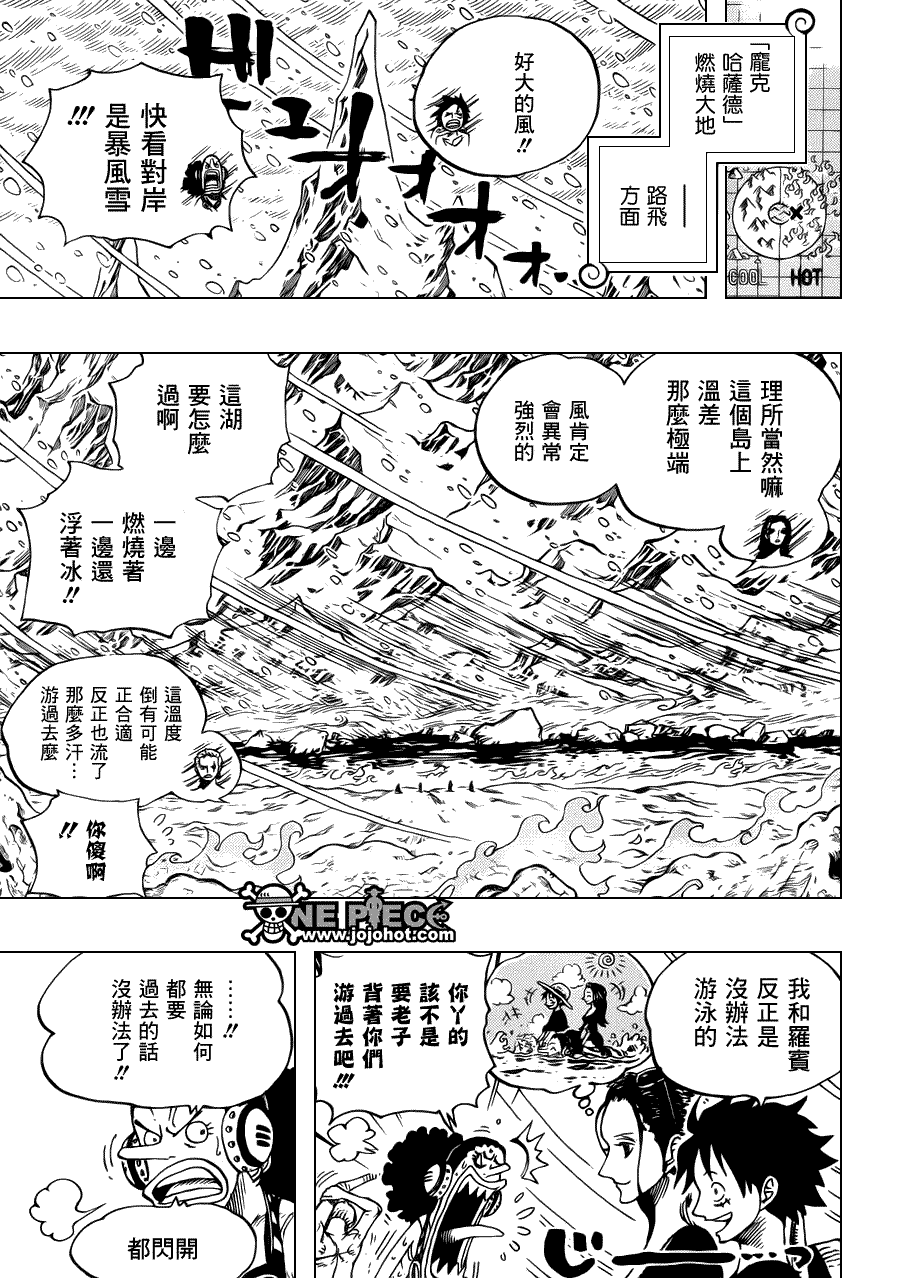 「龐克
哈薩德」
燃燒大地
——
路飛
方面
COOL
HOT
好大的風!!
ビュオオオオ…
快看對岸
是暴風雪
!!!
理所當然嘛
這個島上
溫差
那麼極端
風肯定
會異常
強烈的
這湖
要怎麼
過啊
一邊
燃燒著
一邊還
浮著冰!!
這溫度
倒有可能
正合適
反正也流了
那麼多汗…
游過去麼
你傻啊
!!
ONE PIECE
www.jojohot.com
我和羅賓
反正是
沒辦法
游泳的
你丫的
該不是
要老子
背著你們
游過去吧!!!
じーー
……!!
無論如何
都要
過去的話
沒辦法了!!
都閃開